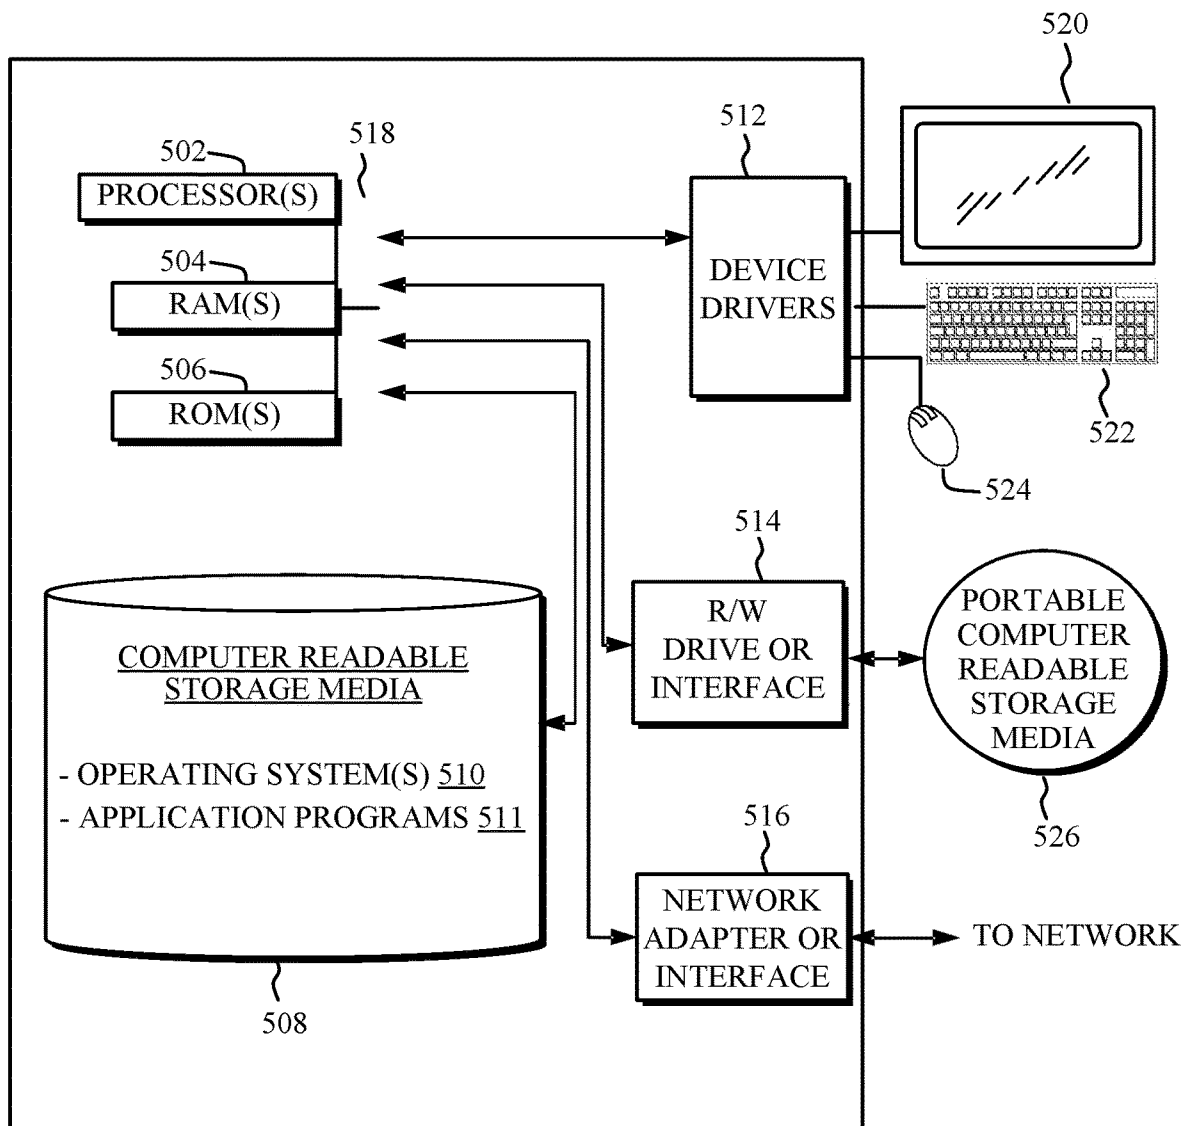 520
512
518
502
PROCESSOR(S)
504
RAM(S)
DEVICE
DRIVERS
506
ROM(S)
522
524
514
R/W
DRIVE OR
INTERFACE
PORTABLE
COMPUTER
READABLE
STORAGE
MEDIA
526
COMPUTER READABLE
STORAGE MEDIA
- OPERATING SYSTEM(S) 510
- APPLICATION PROGRAMS 511
508
516
NETWORK
ADAPTER OR
INTERFACE
TO NETWORK